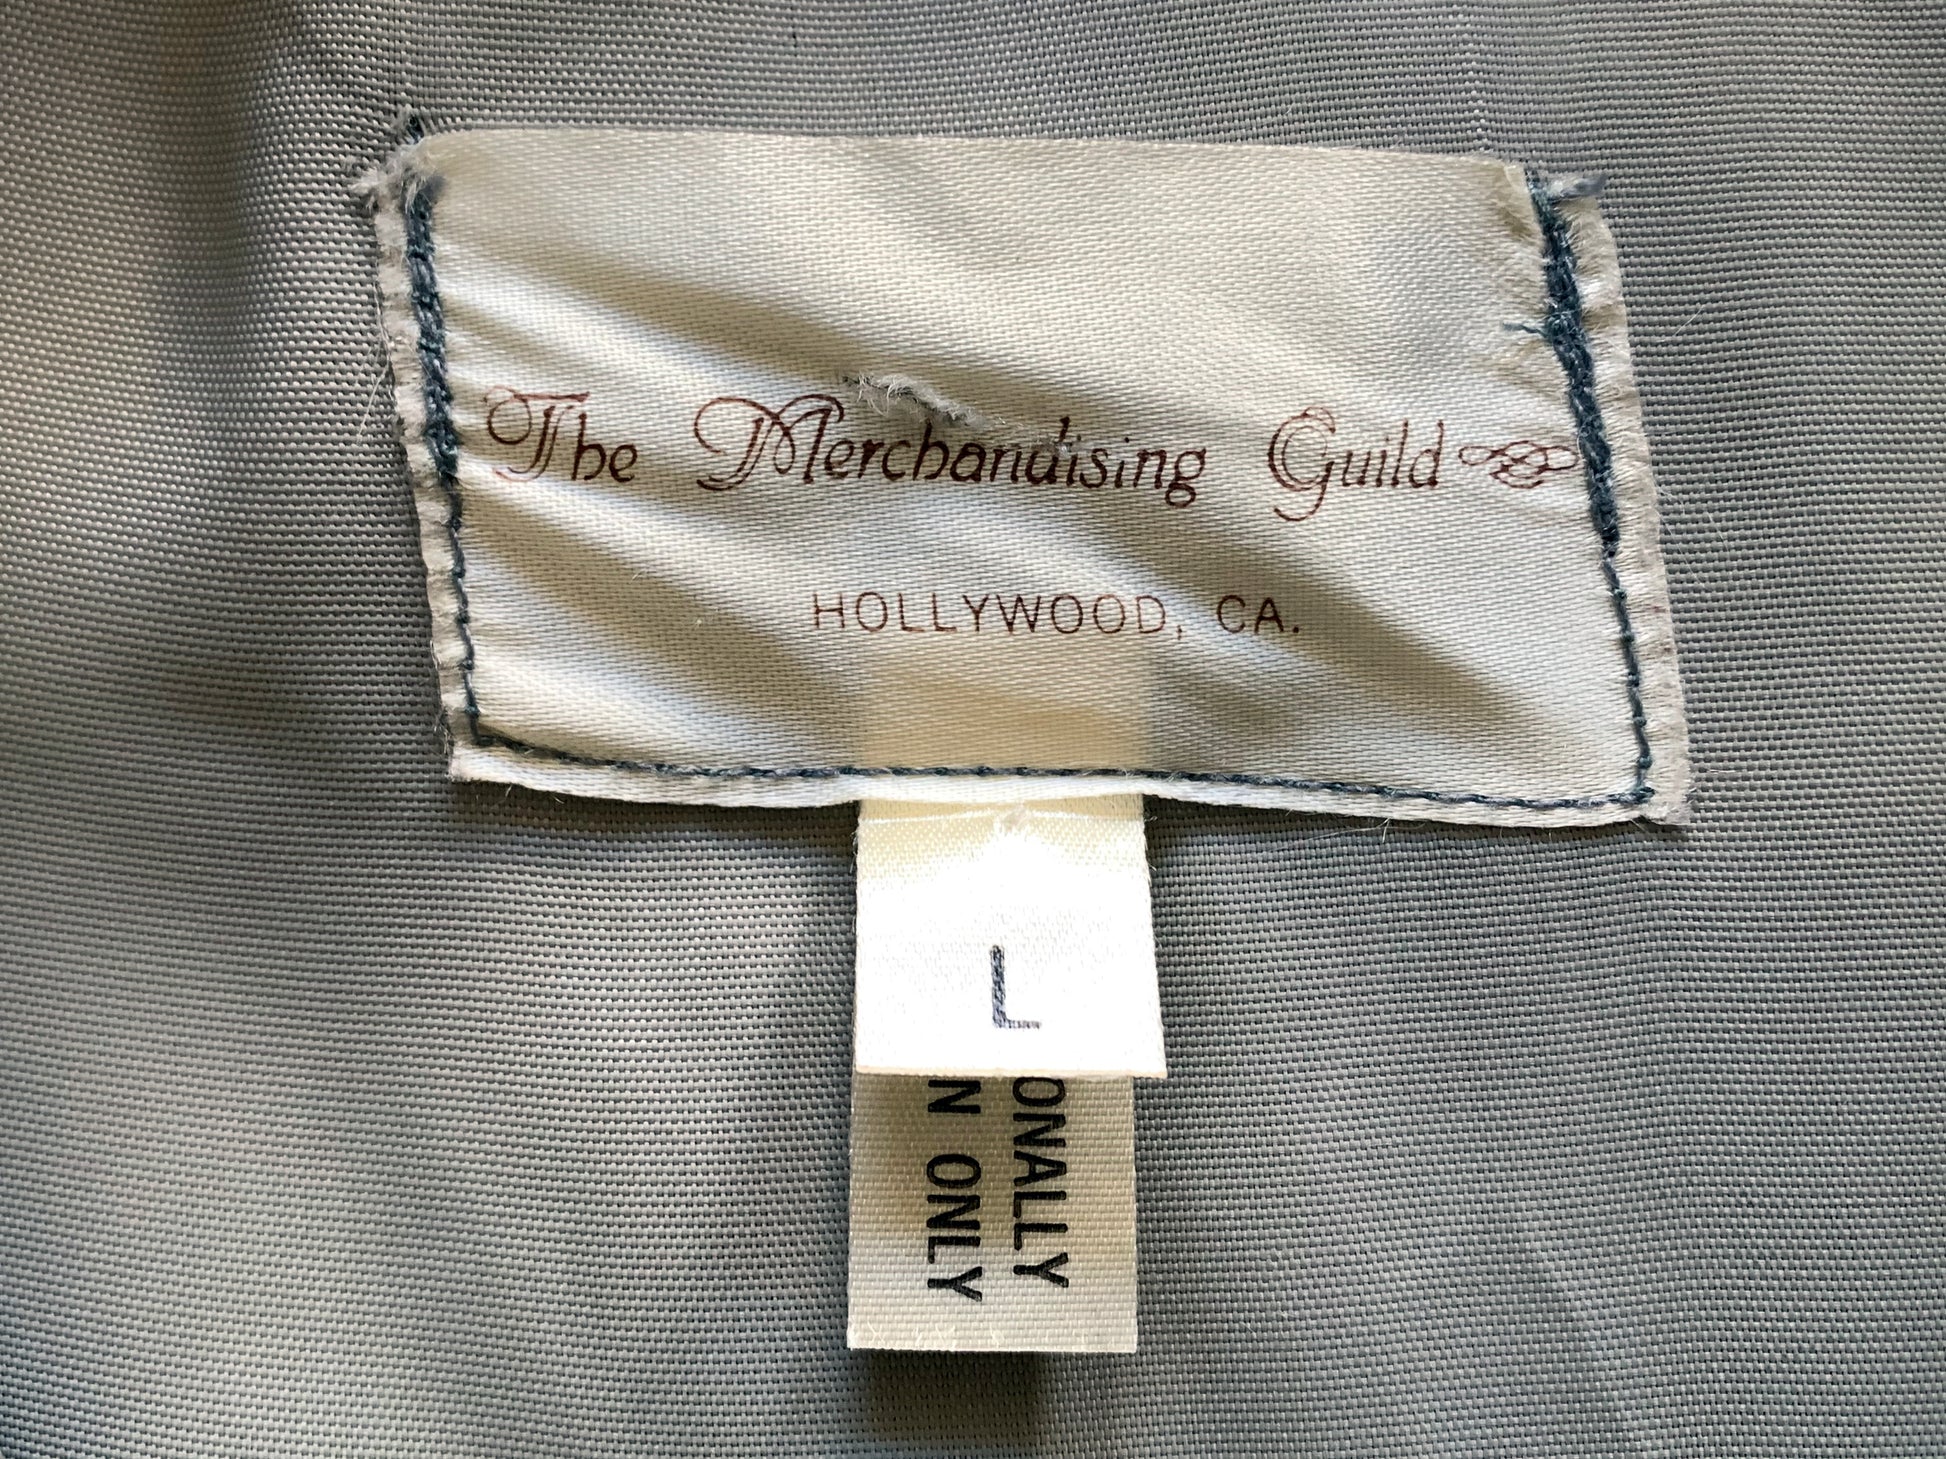 The Merchandising Guild
HOLLYWOOD, CA.
L
ONALLY
N ONLY